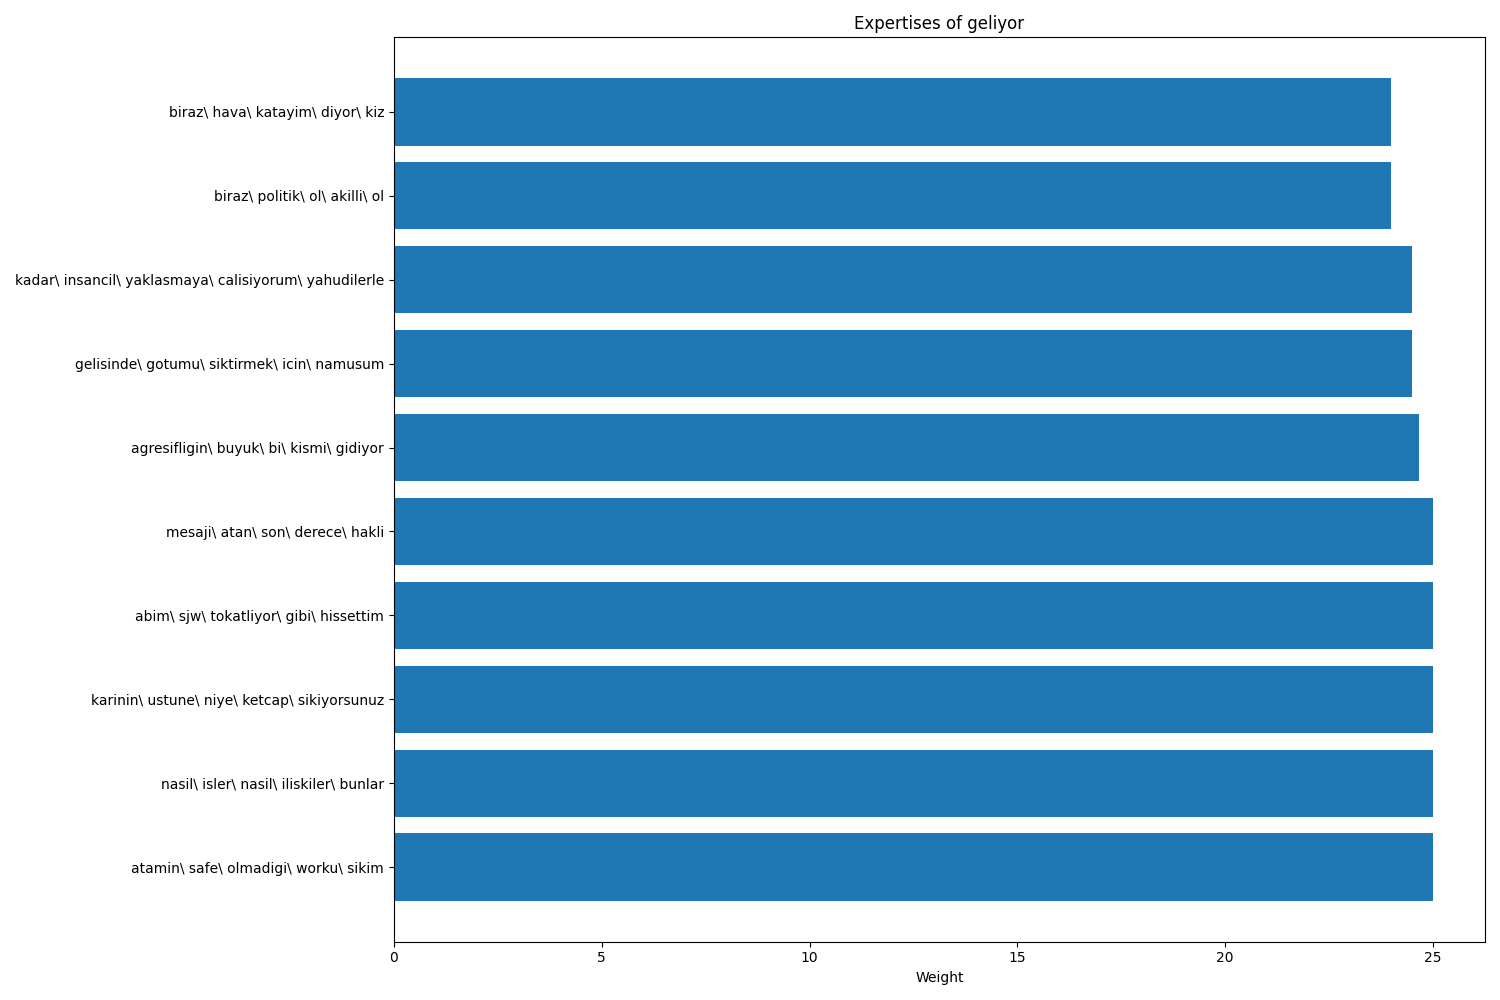 Expertises of geliyor
biraz\ hava\ katayim\ diyor\ kiz
biraz\ politik\ ol\ akilli\ ol
kadar\ insancil\ yaklasmaya\ calisiyorum\ yahudilerle
gelisinde\ gotumu\ siktirmek\ icin\ namusum
agresifligin\ buyuk\ bi\ kismi\ gidiyor
mesaji\ atan\ son\ derece\ hakli
abim\ sjw\ tokatliyor\ gibi\ hissettim
karinin\ ustune\ niye\ ketcap\ sikiyorsunuz
nasil\ isler\ nasil\ iliskiler\ bunlar
atamin\ safe\ olmadigi\ worku\ sikim
0 5 10 15 20 25
Weight